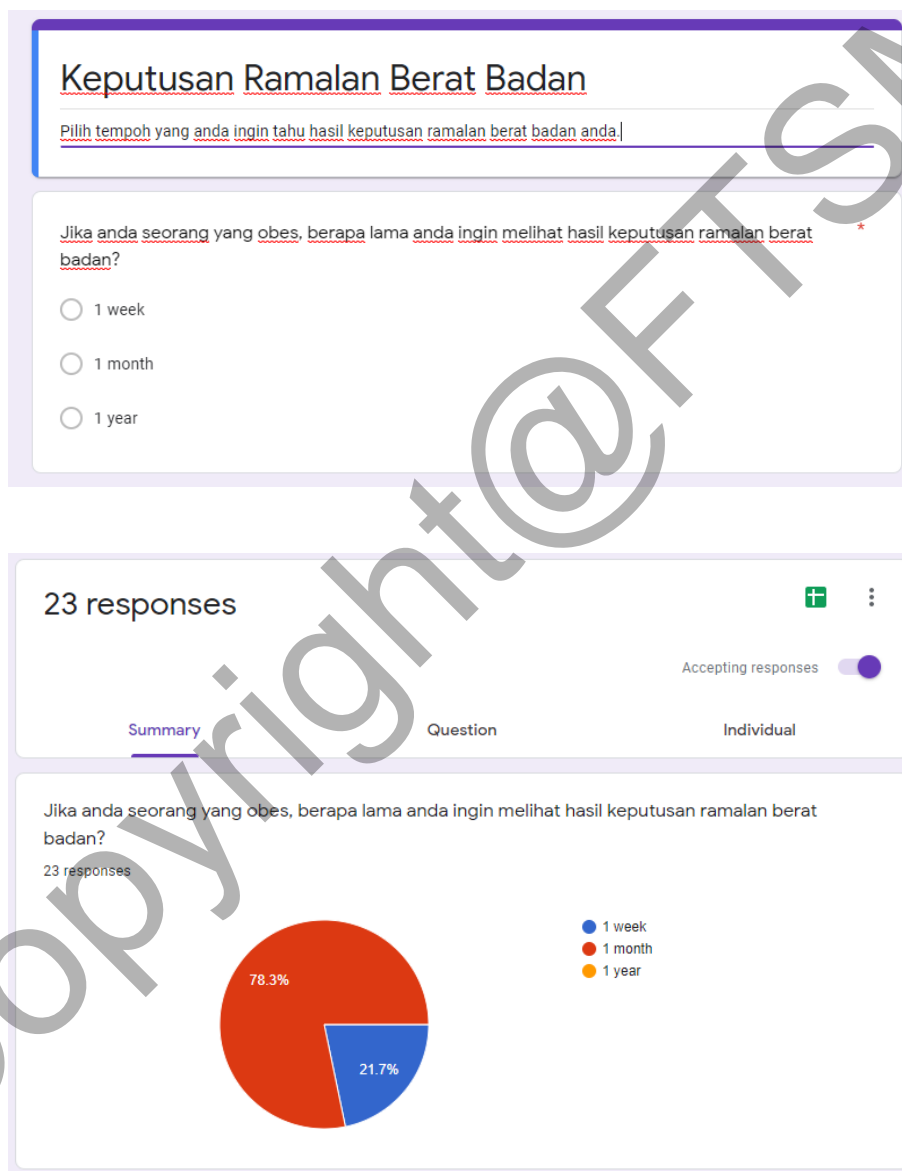 Keputusan Ramalan Berat Badan
Pilih tempoh yang anda ingin tahu hasil keputusan ramalan berat badan anda.
Jika anda seorang yang obes, berapa lama anda ingin melihat hasil keputusan ramalan berat *
badan?
1 week
1 month
1 year
23 responses
Accepting responses
Summary Question Individual
Jika anda seorang yang obes, berapa lama anda ingin melihat hasil keputusan ramalan berat
badan?
23 responses
78.3%
21.7%
1 week
1 month
1 year
opyright@FTSM